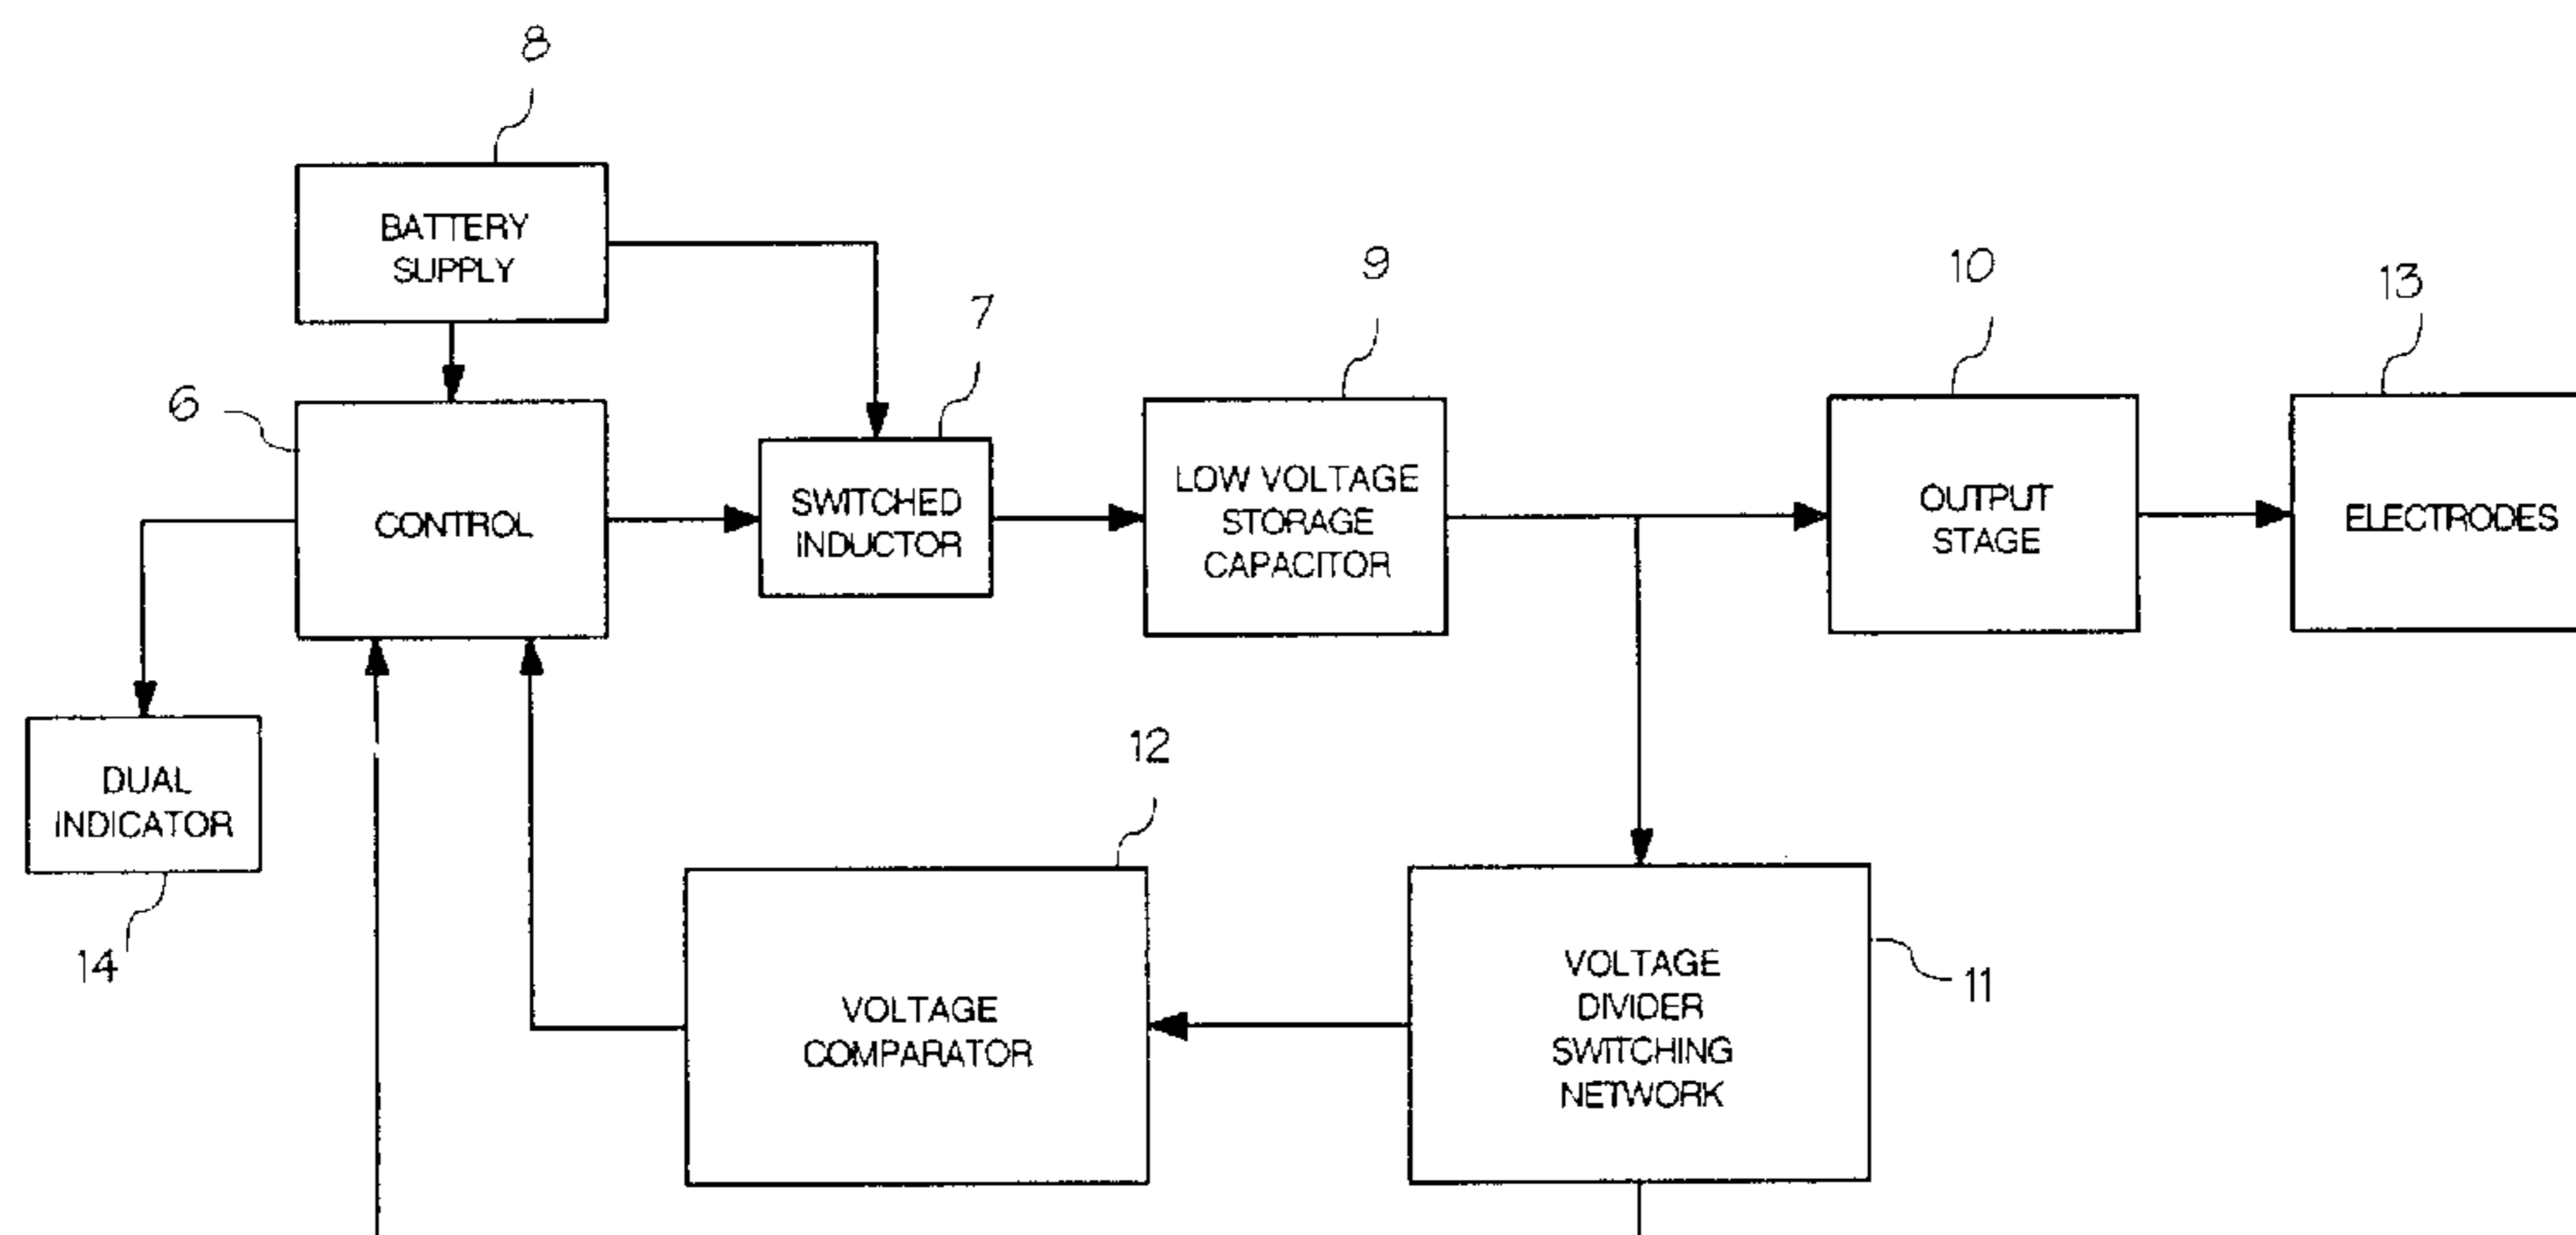 8
BATTERY
SUPPLY
7
9
10
13
6
CONTROL
SWITCHED
INDUCTOR
LOW VOLTAGE
STORAGE
CAPACITOR
OUTPUT
STAGE
ELECTRODES
DUAL
INDICATOR
14
12
VOLTAGE
COMPARATOR
VOLTAGE
DIVIDER
SWITCHING
NETWORK
11